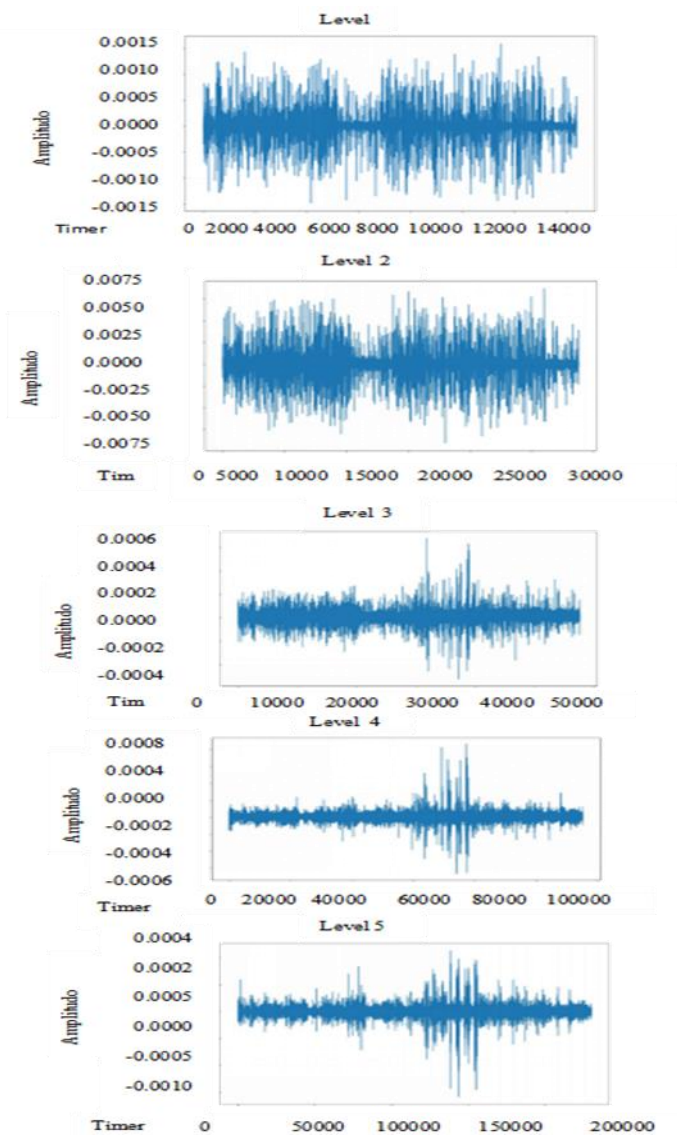 Level
0.0015
0.0010
0.0005
0.0000
-0.0005
-0.0010
-0.0015
Amplitudo
Timer 0 2000 4000 6000 8000 10000 12000 14000
Level 2
0.0075
0.0050
0.0025
0.0000
-0.0025
-0.0050
-0.0075
Amplitudo
Tim 0 5000 10000 15000 20000 25000 30000
Level 3
0.0006
0.0004
0.0002
0.0000
-0.0002
-0.0004
Amplitudo
Tim 0 10000 20000 30000 40000 50000
Level 4
0.0008
0.0004
0.0000
-0.0002
-0.0004
-0.0006
Amplitudo
Timer 0 20000 40000 60000 80000 100000
Level 5
0.0004
0.0002
0.0005
0.0000
-0.0005
-0.0010
Amplitudo
Timer 0 50000 100000 150000 200000